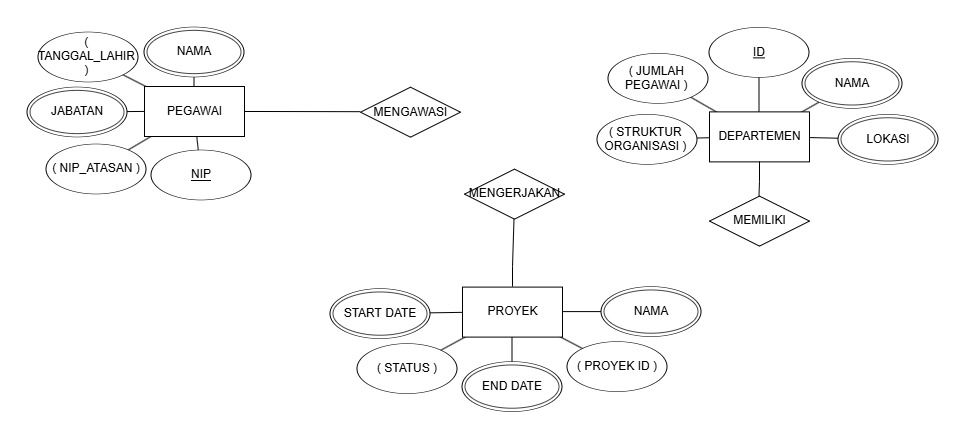 (
TANGGAL_LAHIR
)
NAMA
JABATAN
PEGAWAI
( NIP_ATASAN )
NIP
MENGAWASI
ID
( JUMLAH
PEGAWAI )
NAMA
( STRUKTUR
ORGANISASI )
DEPARTEMEN
LOKASI
MEMILIKI
MENGERJAKAN
START DATE
PROYEK
NAMA
( STATUS )
END DATE
( PROYEK ID )